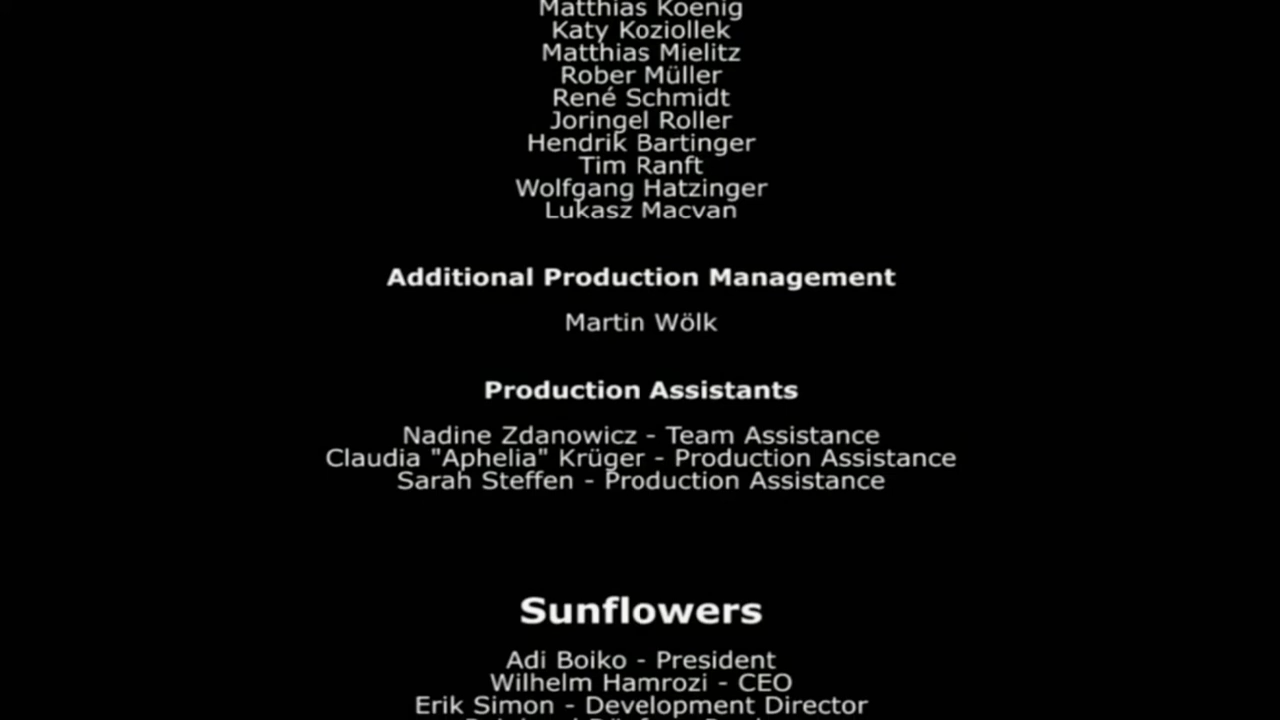 Matthias Koenig
Katy Koziollek
Matthias Mielitz
Rober Müller
René Schmidt
Joringel Roller
Hendrik Bartinger
Tim Ranft
Wolfgang Hatzinger
Lukasz Macvan
Additional Production Management
Martin Wölk
Production Assistants
Nadine Zdanowicz - Team Assistance
Claudia "Aphelia" Krüger - Production Assistance
Sarah Steffen - Production Assistance
Sunflowers
Adi Boiko - President
Wilhelm Hamrozi - CEO
Erik Simon - Development Director